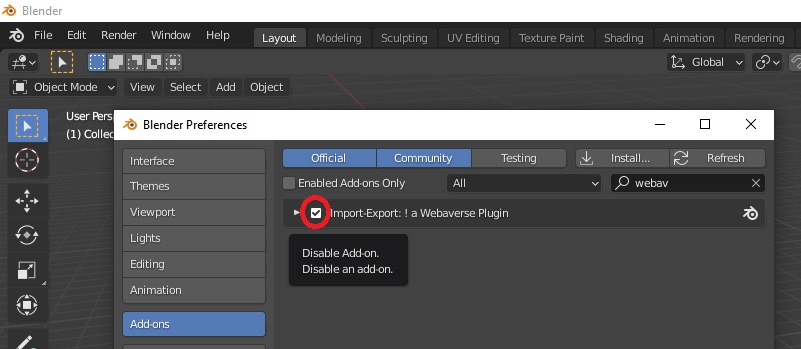 Blender
File Edit Render Window Help Layout Modeling Sculpting UV Editing Texture Paint Shading Animation Rendering
Global
Object Mode View Select Add Object
User Persp
(1) Collec
Blender Preferences
Interface
Themes
Viewport
Lights
Editing
Animation
Add-ons
Official Community Testing Install... Refresh
Enabled Add-ons Only All webav
Import-Export: ! a Webaverse Plugin
Disable Add-on.
Disable an add-on.